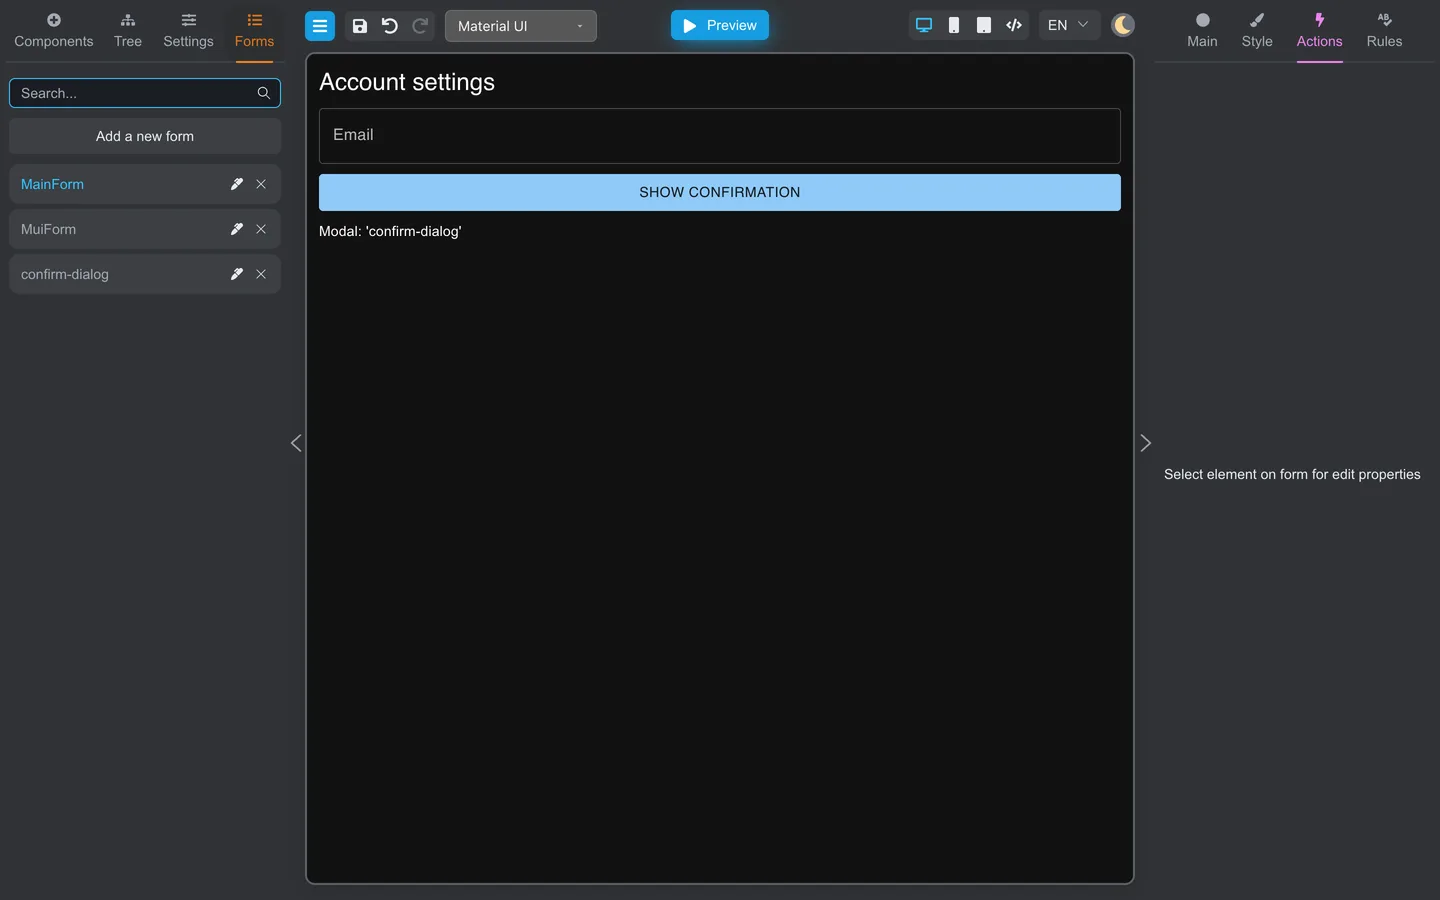 Components
Tree
Settings
Forms
Material UI
Preview
EN
Main
Style
Actions
AB
Rules
Search...
Add a new form
MainForm
MuiForm
confirm-dialog
Account settings
Email
SHOW CONFIRMATION
Modal: 'confirm-dialog'
Select element on form for edit properties